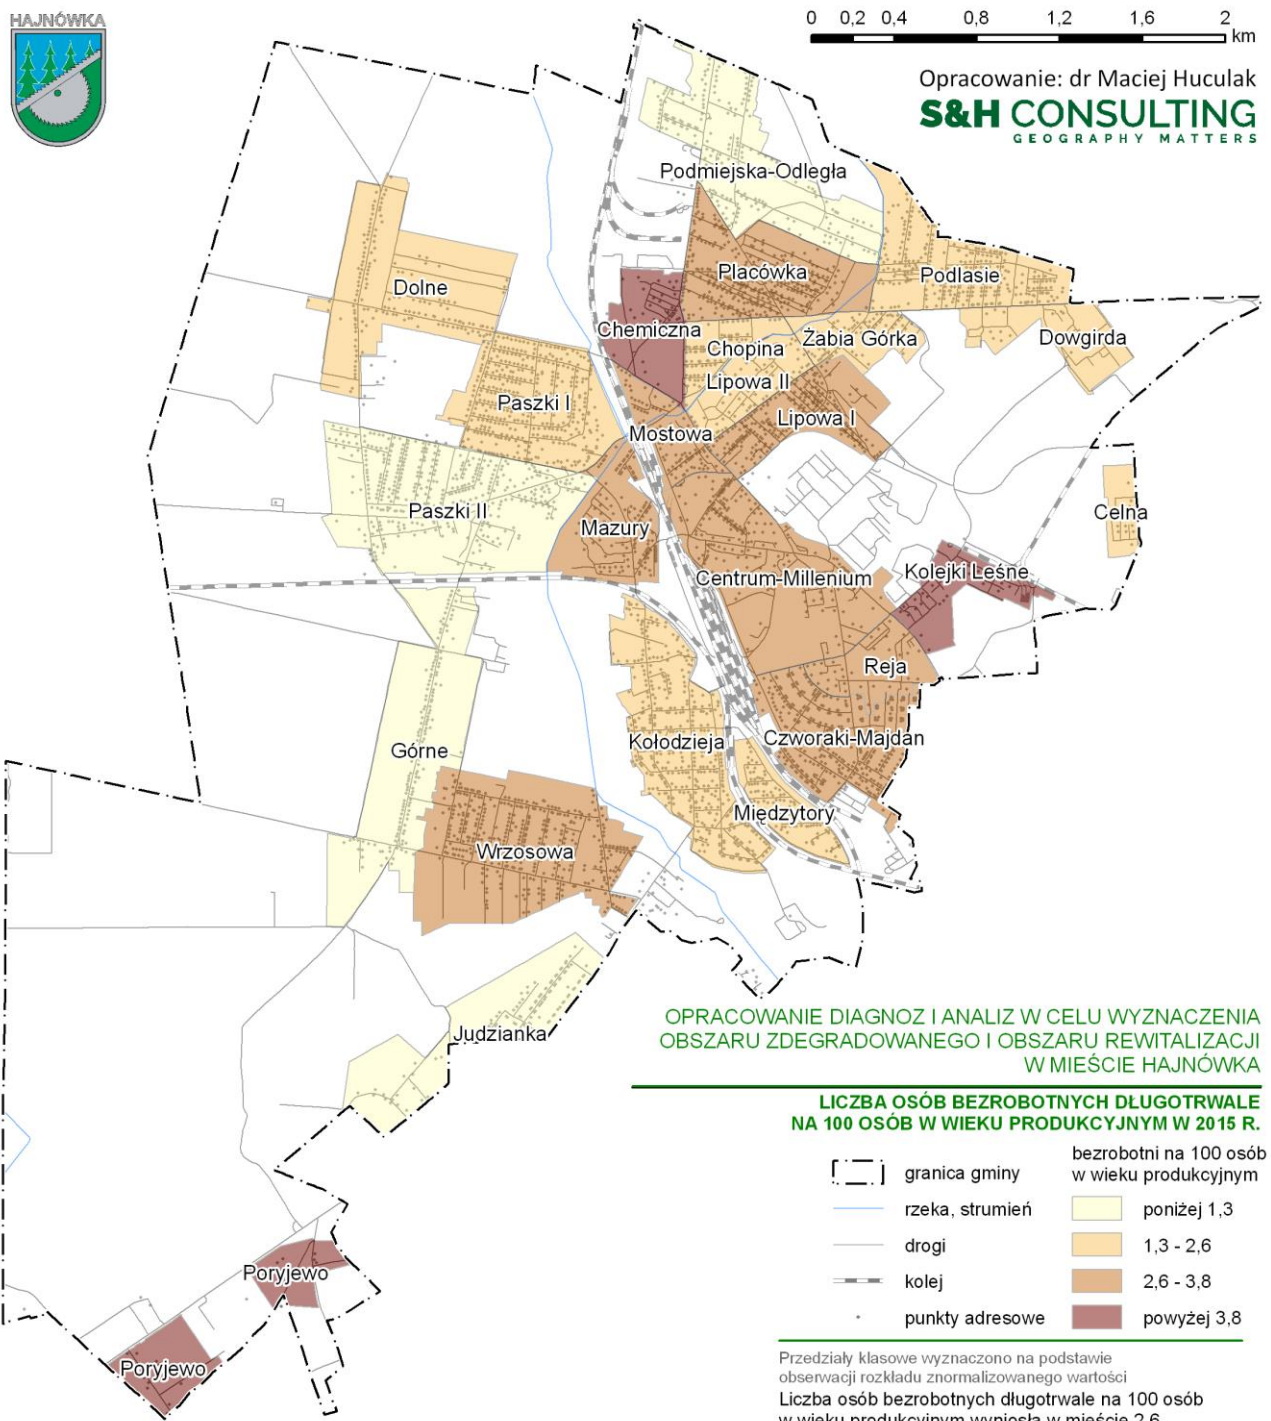 HAJNÓWKA
0 0,2 0,4 0,8 1,2 1,6 2
km
Opracowanie: dr Maciej Huculak
S&H CONSULTING
GEOGRAPHY MATTERS
Podmiejska-Odległa
Placówka
Podlasie
Dolne
Chemiczna
Chopina
Żabia Górka
Dowgirda
Lipowa II
Paszki I
Lipowa I
Mostowa
Paszki II
Mazury
Celna
Centrum-Millenium
Kolejki Leśne
Reja
Kołodzieja
Czworaki-Majdan
Górne
Międzytory
Wrzosowa
Judzianka
Poryjewo
Poryjewo
OPRACOWANIE DIAGNOZ I ANALIZ W CELU WYZNACZENIA
OBSZARU ZDEGRADOWANEGO I OBSZARU REWITALIZACJI
W MIEŚCIE HAJNÓWKA
LICZBA OSÓB BEZROBOTNYCH DŁUGOTRWALE
NA 100 OSÓB W WIEKU PRODUKCYJNYM W 2015 R.
granica gminy
rzeka, strumień
drogi
kolej
punkty adresowe
bezrobotni na 100 osób
w wieku produkcyjnym
poniżej 1,3
1,3 - 2,6
2,6 - 3,8
powyżej 3,8
Przedziały klasowe wyznaczono na podstawie
obserwacji rozkładu znormalizowanego wartości
Liczba osób bezrobotnych długotrwale na 100 osób
w wieku produkcyjnym wyniosła w mieście 2,6